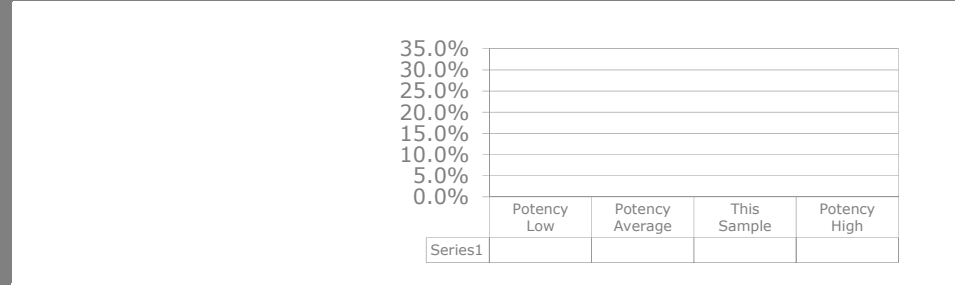 35.0%
30.0%
25.0%
20.0%
15.0%
10.0%
5.0%
0.0%
Potency Low
Potency Average
This Sample
Potency High
Series1